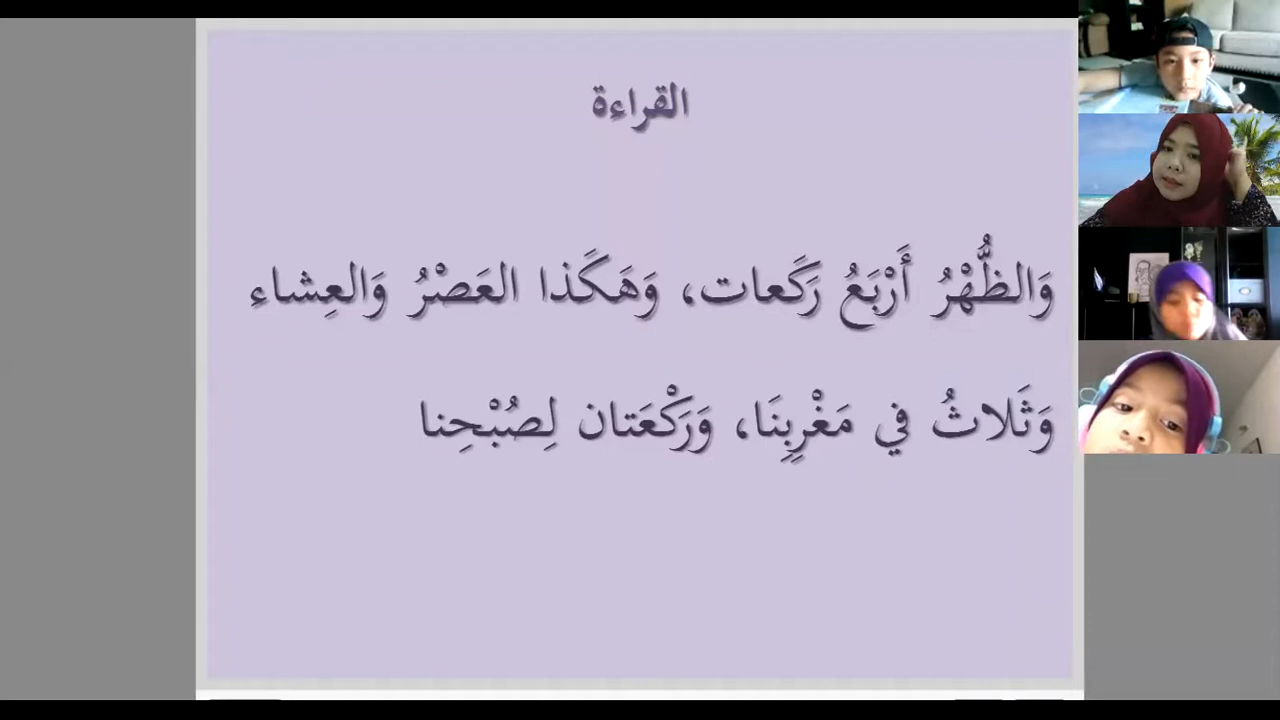 القراءة
وَالظُّهْرُ أَرْبَعُ رَكَعات، وَهَكَذا العَصْرُ وَالعِشاء
وَثَلاثُ في مَغْرِبِنَا، وَرَكْعَتان لِصُبْحِنا